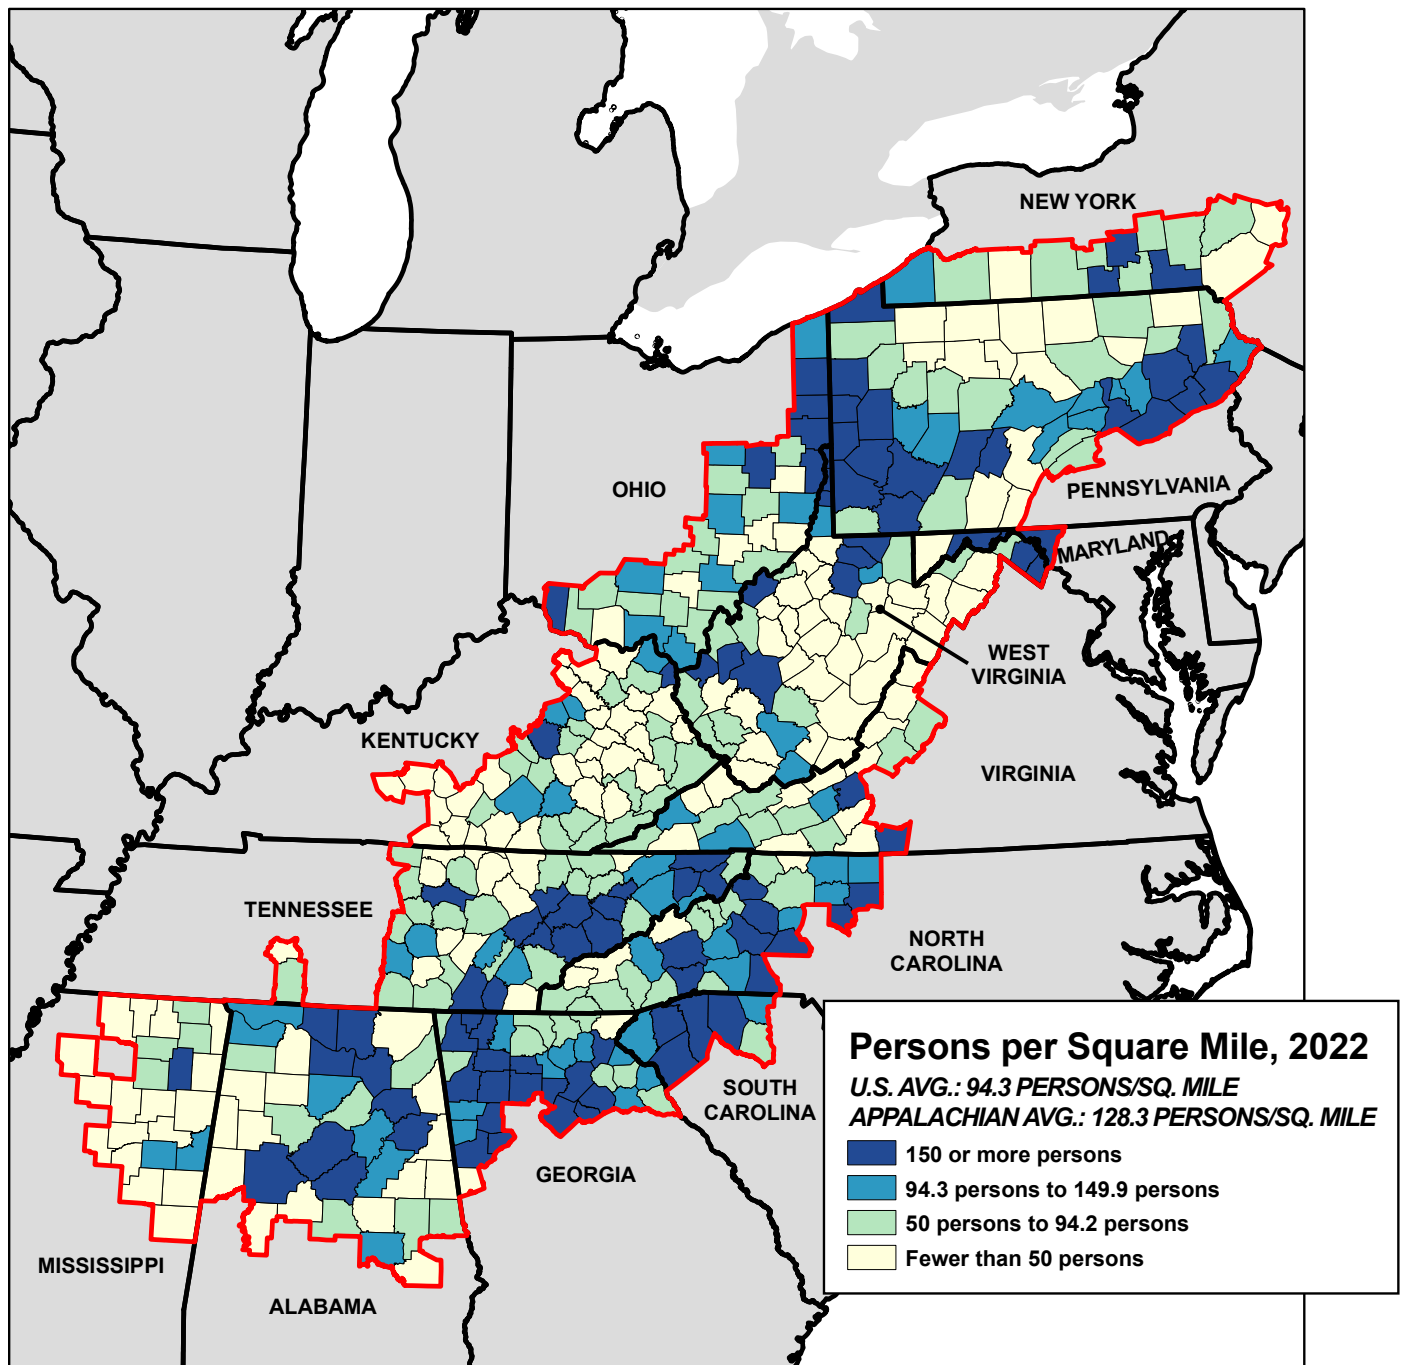 NEW YORK
OHIO
PENNSYLVANIA
MARYLAND
WEST
VIRGINIA
KENTUCKY
VIRGINIA
TENNESSEE
NORTH
CAROLINA
SOUTH
CAROLINA
GEORGIA
MISSISSIPPI
ALABAMA
Persons per Square Mile, 2022
U.S. AVG.: 94.3 PERSONS/SQ. MILE
APPALACHIAN AVG.: 128.3 PERSONS/SQ. MILE
150 or more persons
94.3 persons to 149.9 persons
50 persons to 94.2 persons
Fewer than 50 persons